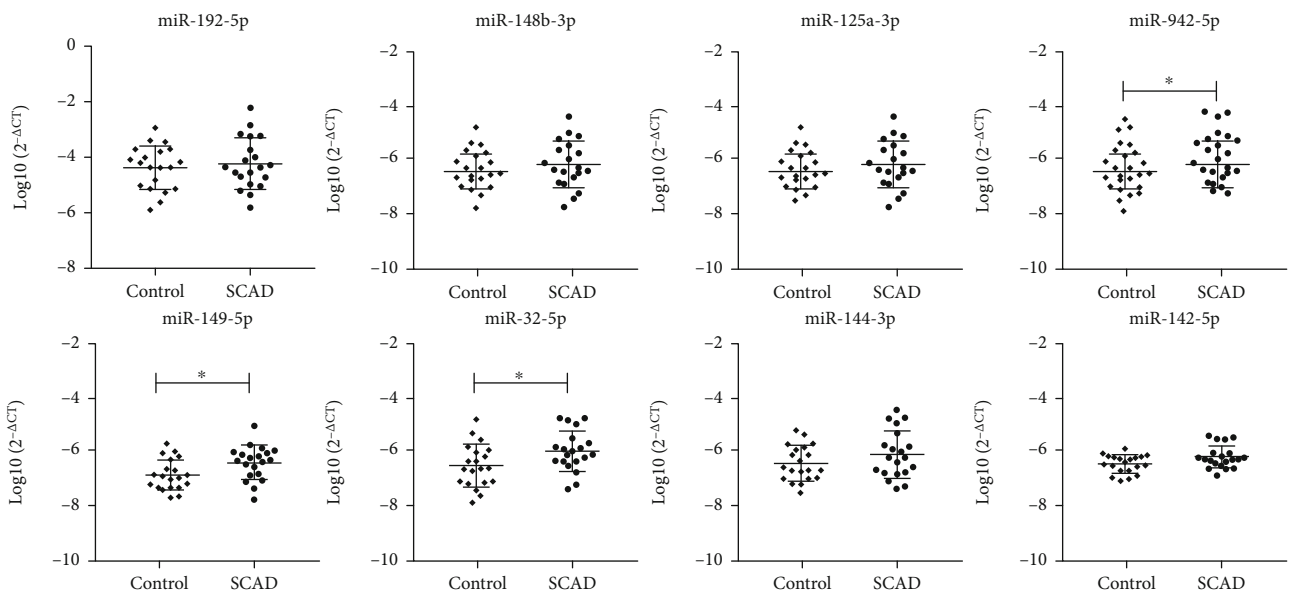 miR-192-5p
0
−2
−4
−6
−8
Log10 (2−ΔCT)
Control
SCAD
miR-148b-3p
−2
−4
−6
−8
−10
Log10 (2−ΔCT)
Control
SCAD
miR-125a-3p
−2
−4
−6
−8
−10
Log10 (2−ΔCT)
Control
SCAD
miR-942-5p
−2
−4
−6
−8
−10
Log10 (2−ΔCT)
*
Control
SCAD
miR-149-5p
−2
−4
−6
−8
−10
Log10 (2−ΔCT)
*
Control
SCAD
miR-32-5p
−2
−4
−6
−8
−10
Log10 (2−ΔCT)
*
Control
SCAD
miR-144-3p
−2
−4
−6
−8
−10
Log10 (2−ΔCT)
Control
SCAD
miR-142-5p
−2
−4
−6
−8
−10
Log10 (2−ΔCT)
Control
SCAD